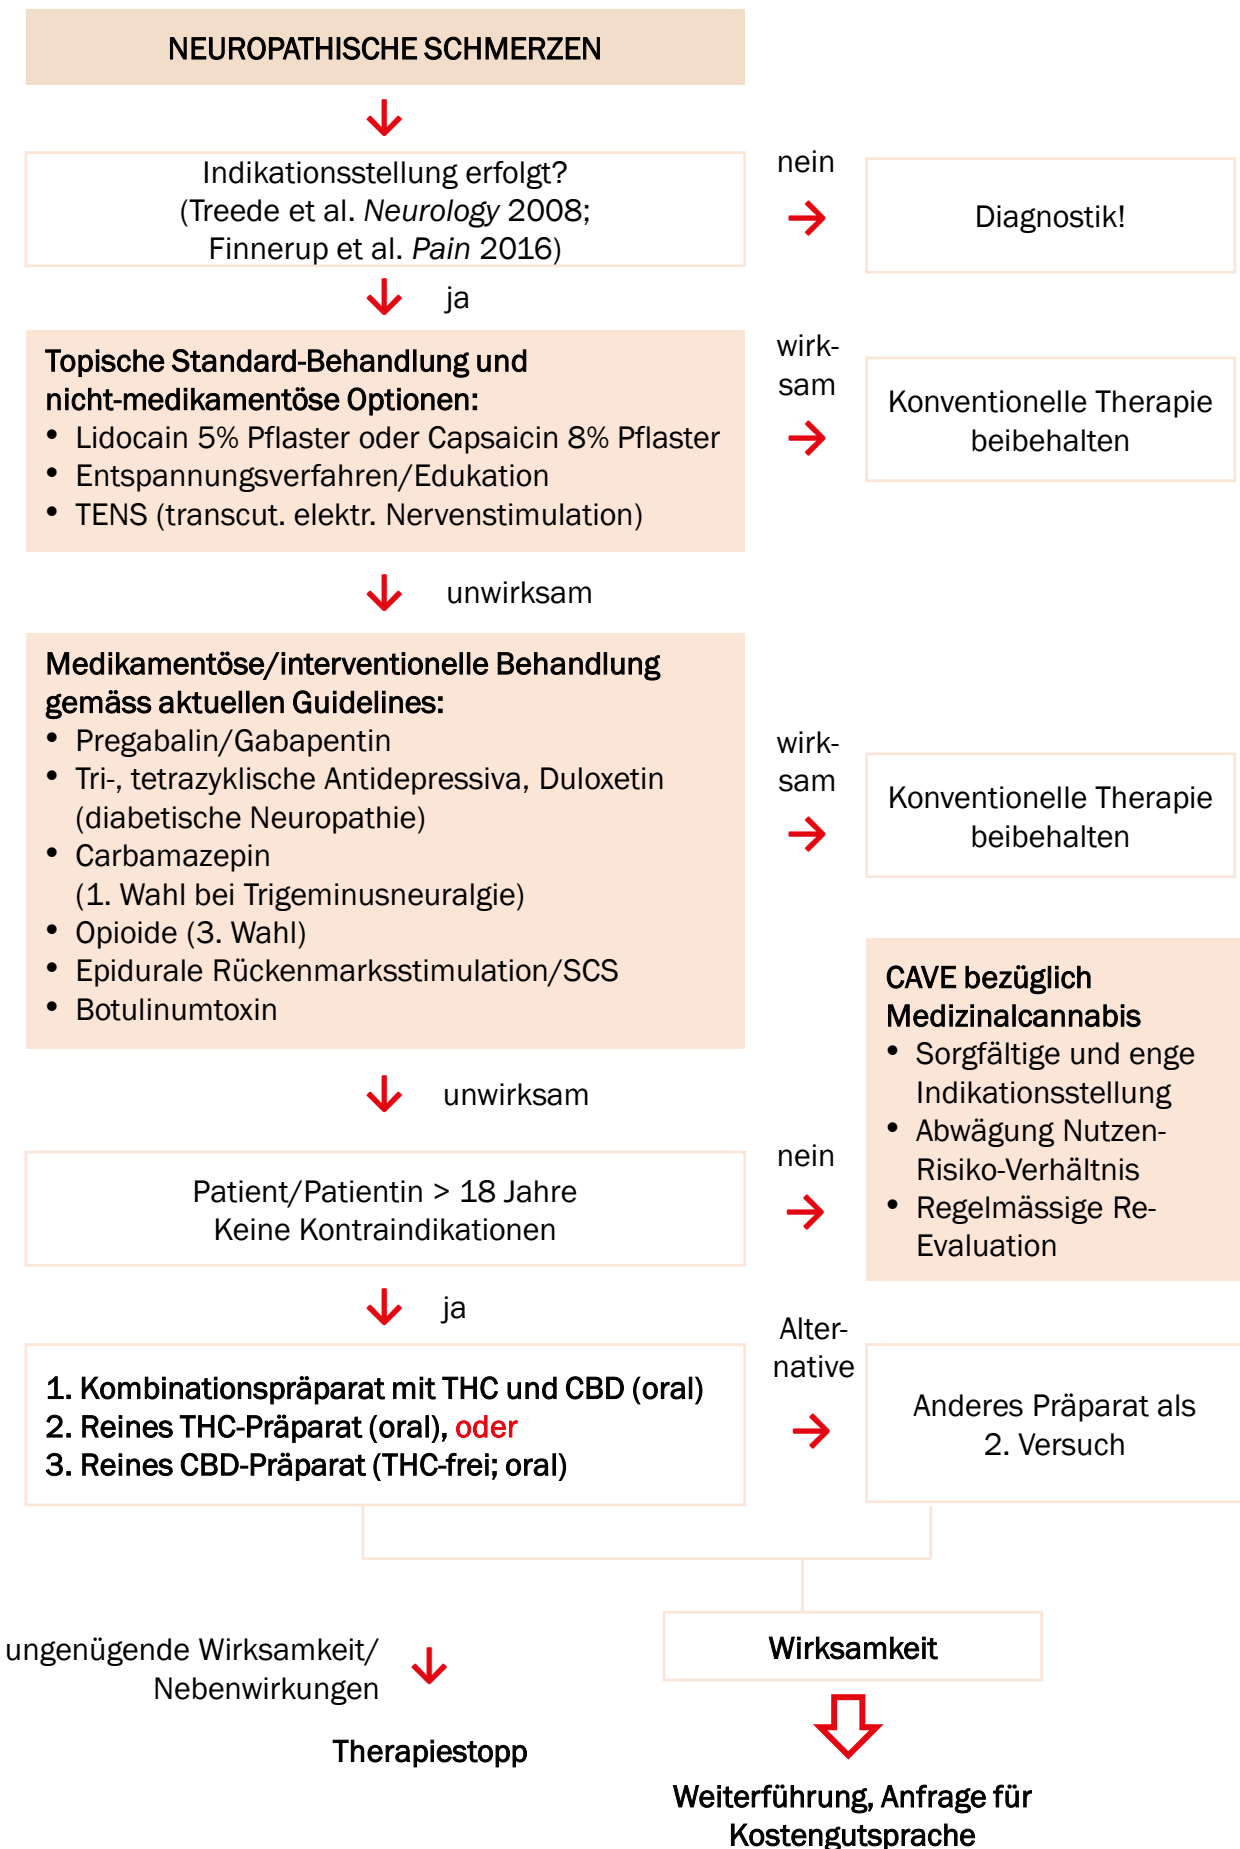 NEUROPATHISCHE SCHMERZEN
Indikationsstellung erfolgt?
(Treede et al. Neurology 2008;
Finnerup et al. Pain 2016)
nein
Diagnostik!
ja
Topische Standard-Behandlung und
nicht-medikamentöse Optionen:
• Lidocain 5% Pflaster oder Capsaicin 8% Pflaster
• Entspannungsverfahren/Edukation
• TENS (transcut. elektr. Nervenstimulation)
wirk-
sam
Konventionelle Therapie
beibehalten
unwirksam
Medikamentöse/interventionelle Behandlung
gemäss aktuellen Guidelines:
• Pregabalin/Gabapentin
• Tri-, tetrazyklische Antidepressiva, Duloxetin
(diabetische Neuropathie)
• Carbamazepin
(1. Wahl bei Trigeminusneuralgie)
• Opioide (3. Wahl)
• Epidurale Rückenmarksstimulation/SCS
• Botulinumtoxin
wirk-
sam
Konventionelle Therapie
beibehalten
unwirksam
CAVE bezüglich
Medizinalcannabis
• Sorgfältige und enge
Indikationsstellung
• Abwägung Nutzen-
Risiko-Verhältnis
• Regelmässige Re-
Evaluation
Patient/Patientin > 18 Jahre
Keine Kontraindikationen
nein
ja
1. Kombinationspräparat mit THC und CBD (oral)
2. Reines THC-Präparat (oral), oder
3. Reines CBD-Präparat (THC-frei; oral)
Alter-
native
Anderes Präparat als
2. Versuch
ungenügende Wirksamkeit/
Nebenwirkungen
Therapiestopp
Wirksamkeit
Weiterführung, Anfrage für
Kostengutsprache